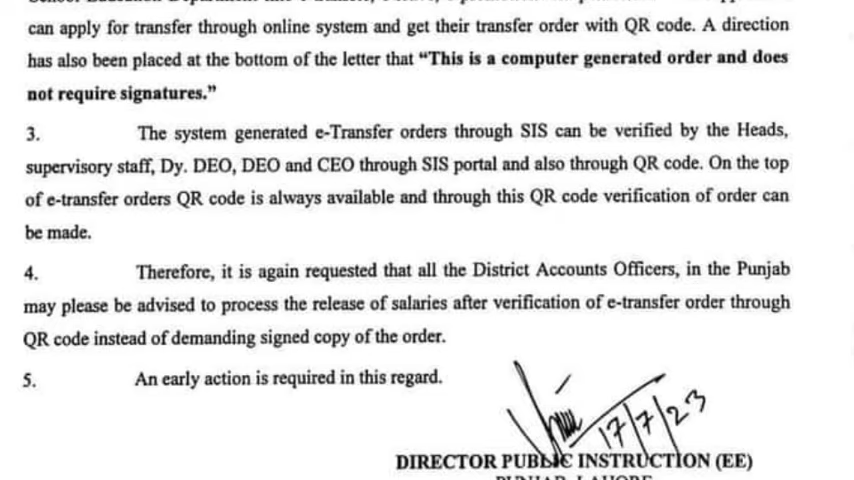 can apply for transfer through online system and get their transfer order with QR code. A direction
has also been placed at the bottom of the letter that “This is a computer generated order and does
not require signatures.”
3. The system generated e-Transfer orders through SIS can be verified by the Heads,
supervisory staff, Dy. DEO, DEO and CEO through SIS portal and also through QR code. On the top
of e-transfer orders QR code is always available and through this QR code verification of order can
be made.
4. Therefore, it is again requested that all the District Accounts Officers, in the Punjab
may please be advised to process the release of salaries after verification of e-transfer order through
QR code instead of demanding signed copy of the order.
5. An early action is required in this regard.
17/7/23
DIRECTOR PUBLIC INSTRUCTION (EE)
PUNJAB, LAHORE